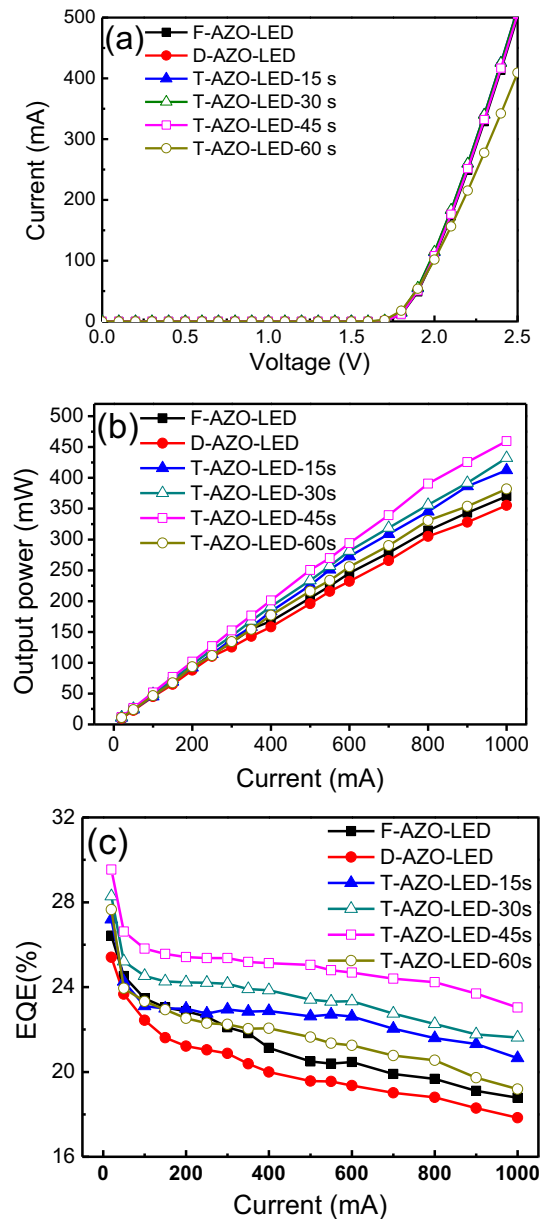 (a)
F-AZO-LED
D-AZO-LED
T-AZO-LED-15 s
T-AZO-LED-30 s
T-AZO-LED-45 s
T-AZO-LED-60 s
500
400
300
200
100
0
Current (mA)
0.0 0.5 1.0 1.5 2.0 2.5
Voltage (V)
(b)
F-AZO-LED
D-AZO-LED
T-AZO-LED-15s
T-AZO-LED-30s
T-AZO-LED-45s
T-AZO-LED-60s
500
450
400
350
300
250
200
150
100
50
0
Output power (mW)
0 200 400 600 800 1000
Current (mA)
(c)
F-AZO-LED
D-AZO-LED
T-AZO-LED-15s
T-AZO-LED-30s
T-AZO-LED-45s
T-AZO-LED-60s
32
28
24
20
16
EQE(%)
0 200 400 600 800 1000
Current (mA)